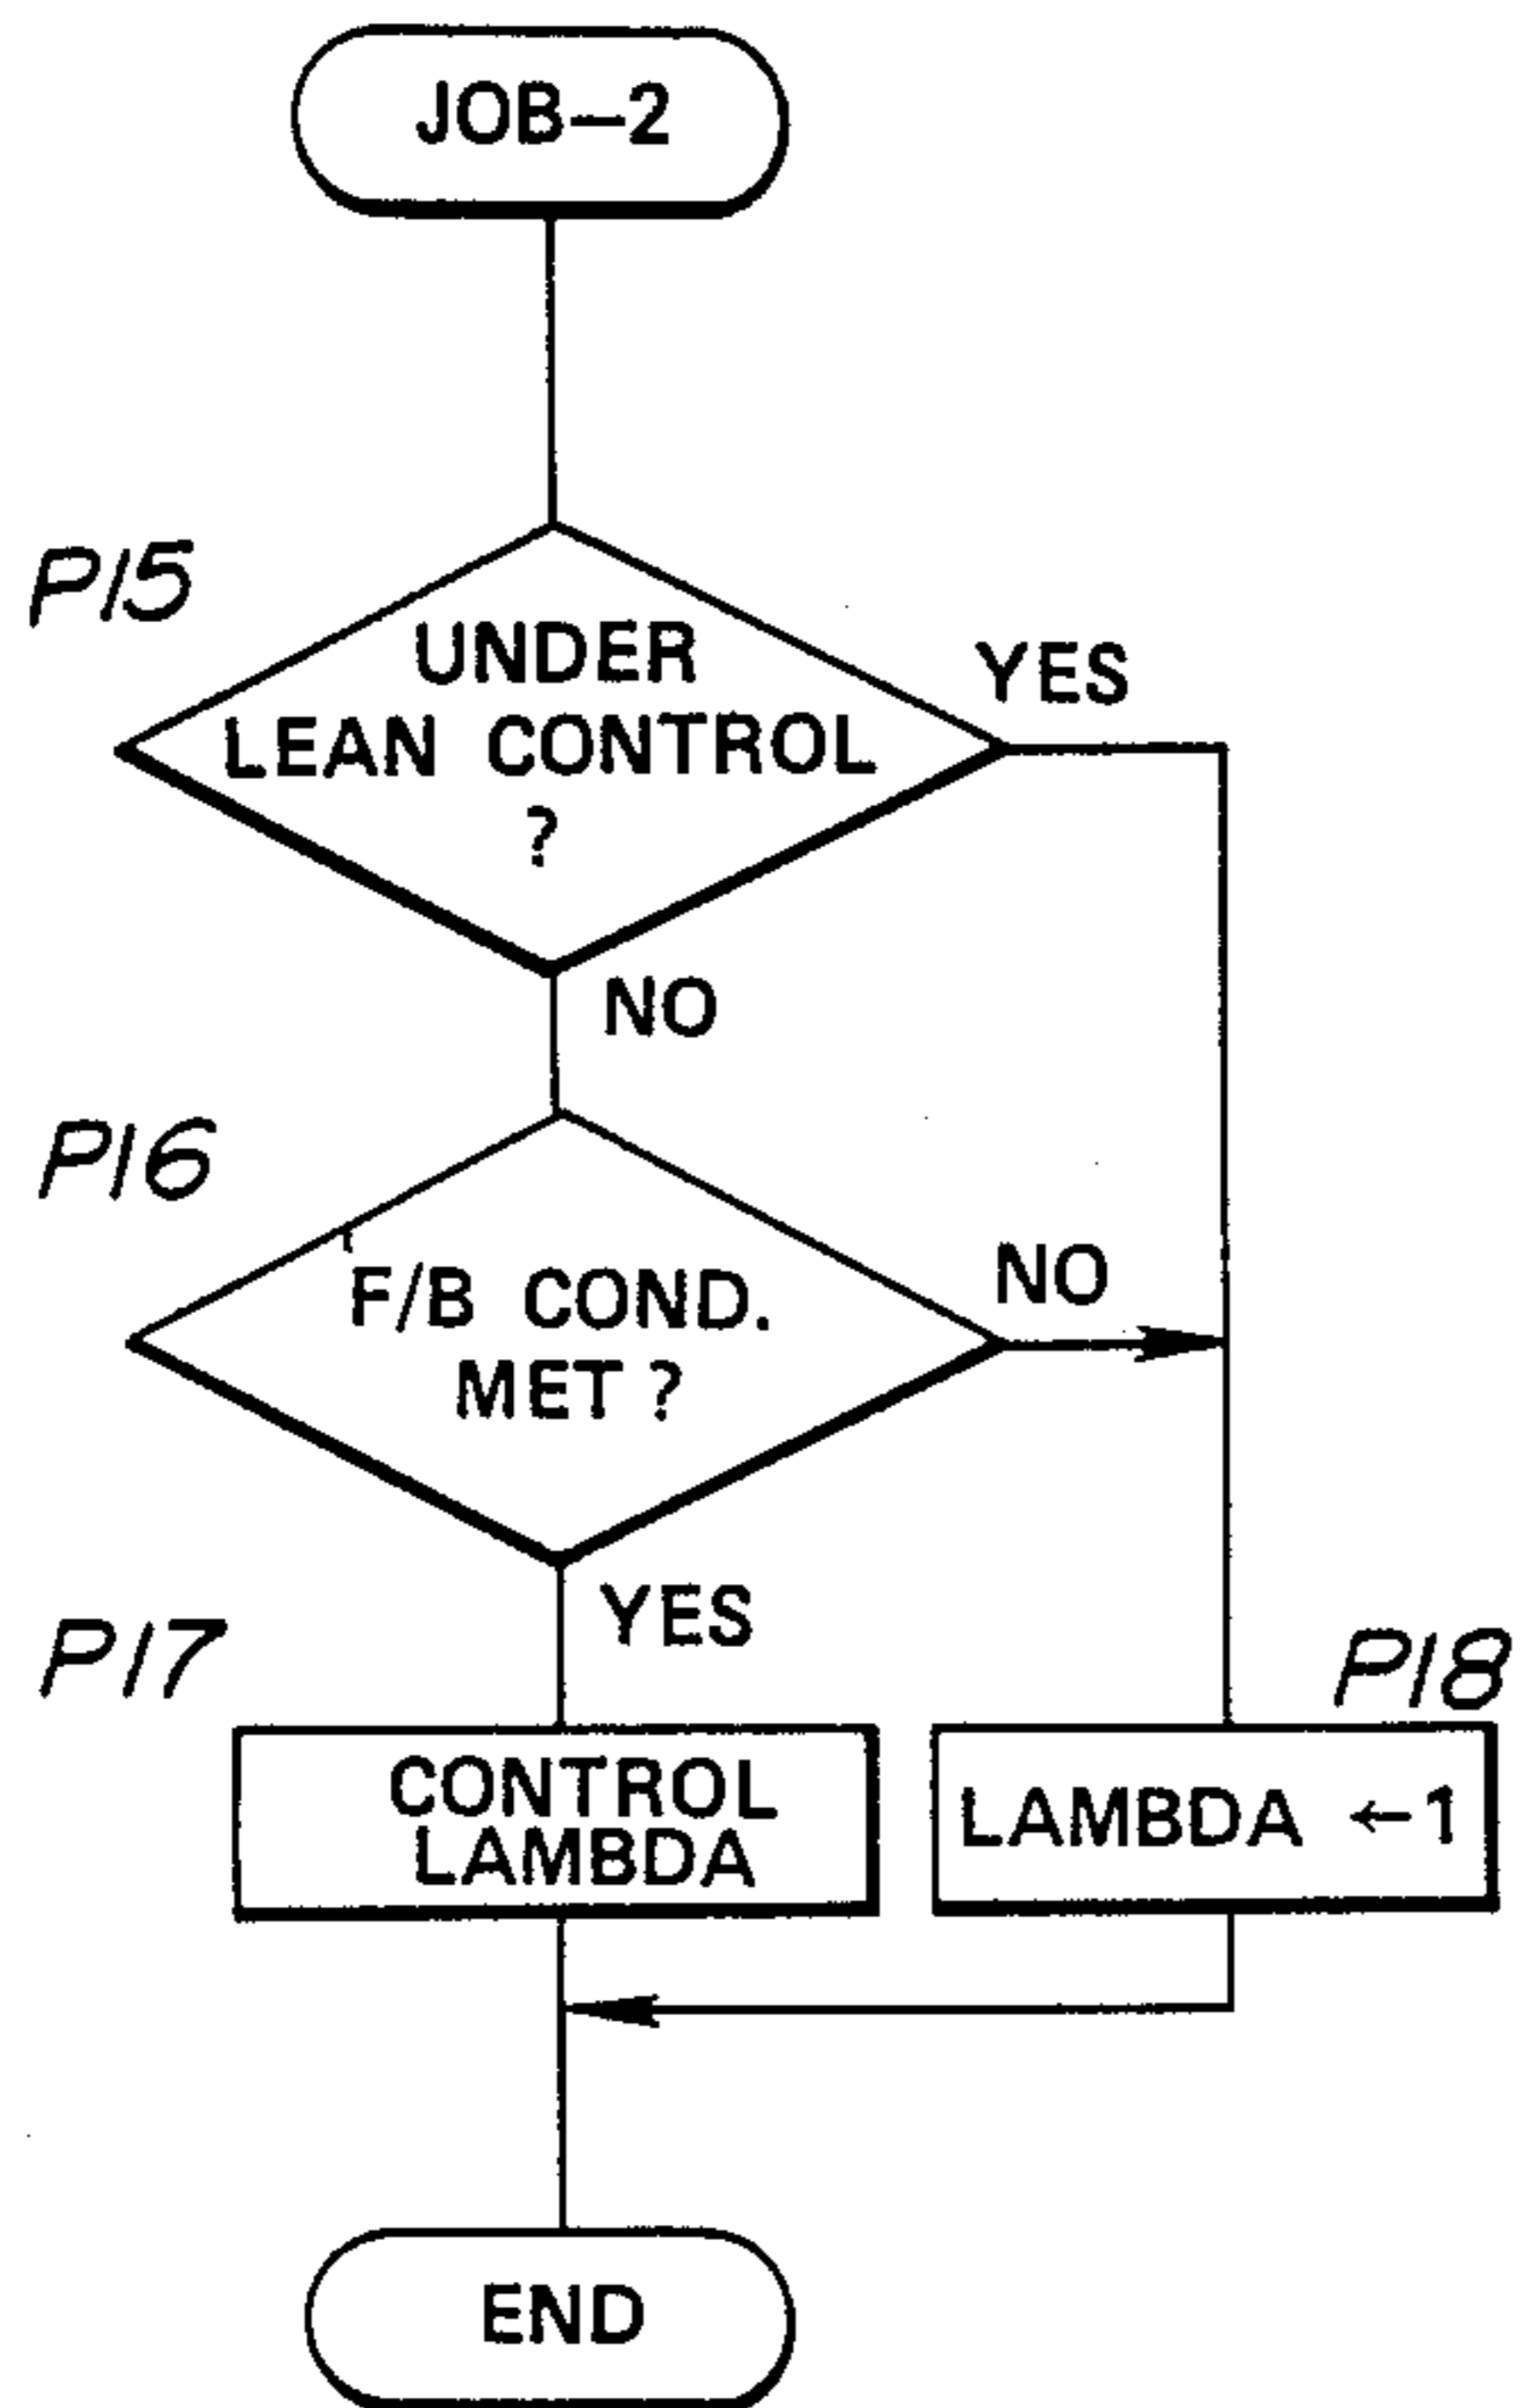 JOB-2
P15
UNDER
LEAN CONTROL
?
YES
NO
P16
F/B COND.
MET ?
NO
YES
P17
CONTROL
LAMBDA
P18
LAMBDA ←1
END